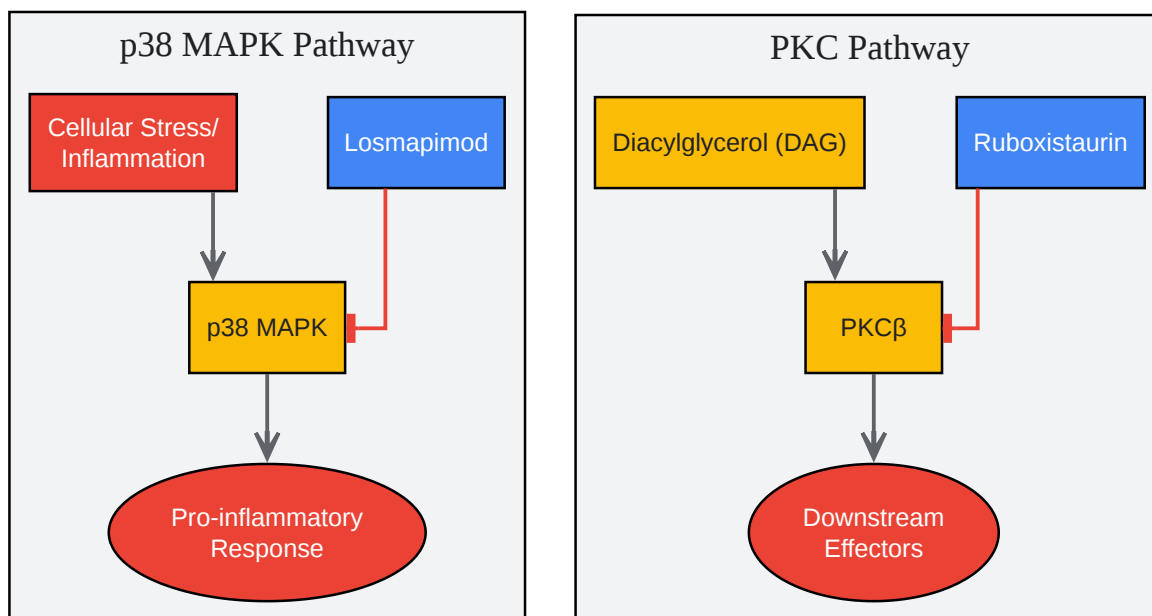 p38 MAPK Pathway
Cellular Stress/
Inflammation
Losmapimod
p38 MAPK
Pro-inflammatory
Response
PKC Pathway
Diacylglycerol (DAG)
Ruboxistaurin
PKCβ
Downstream
Effectors